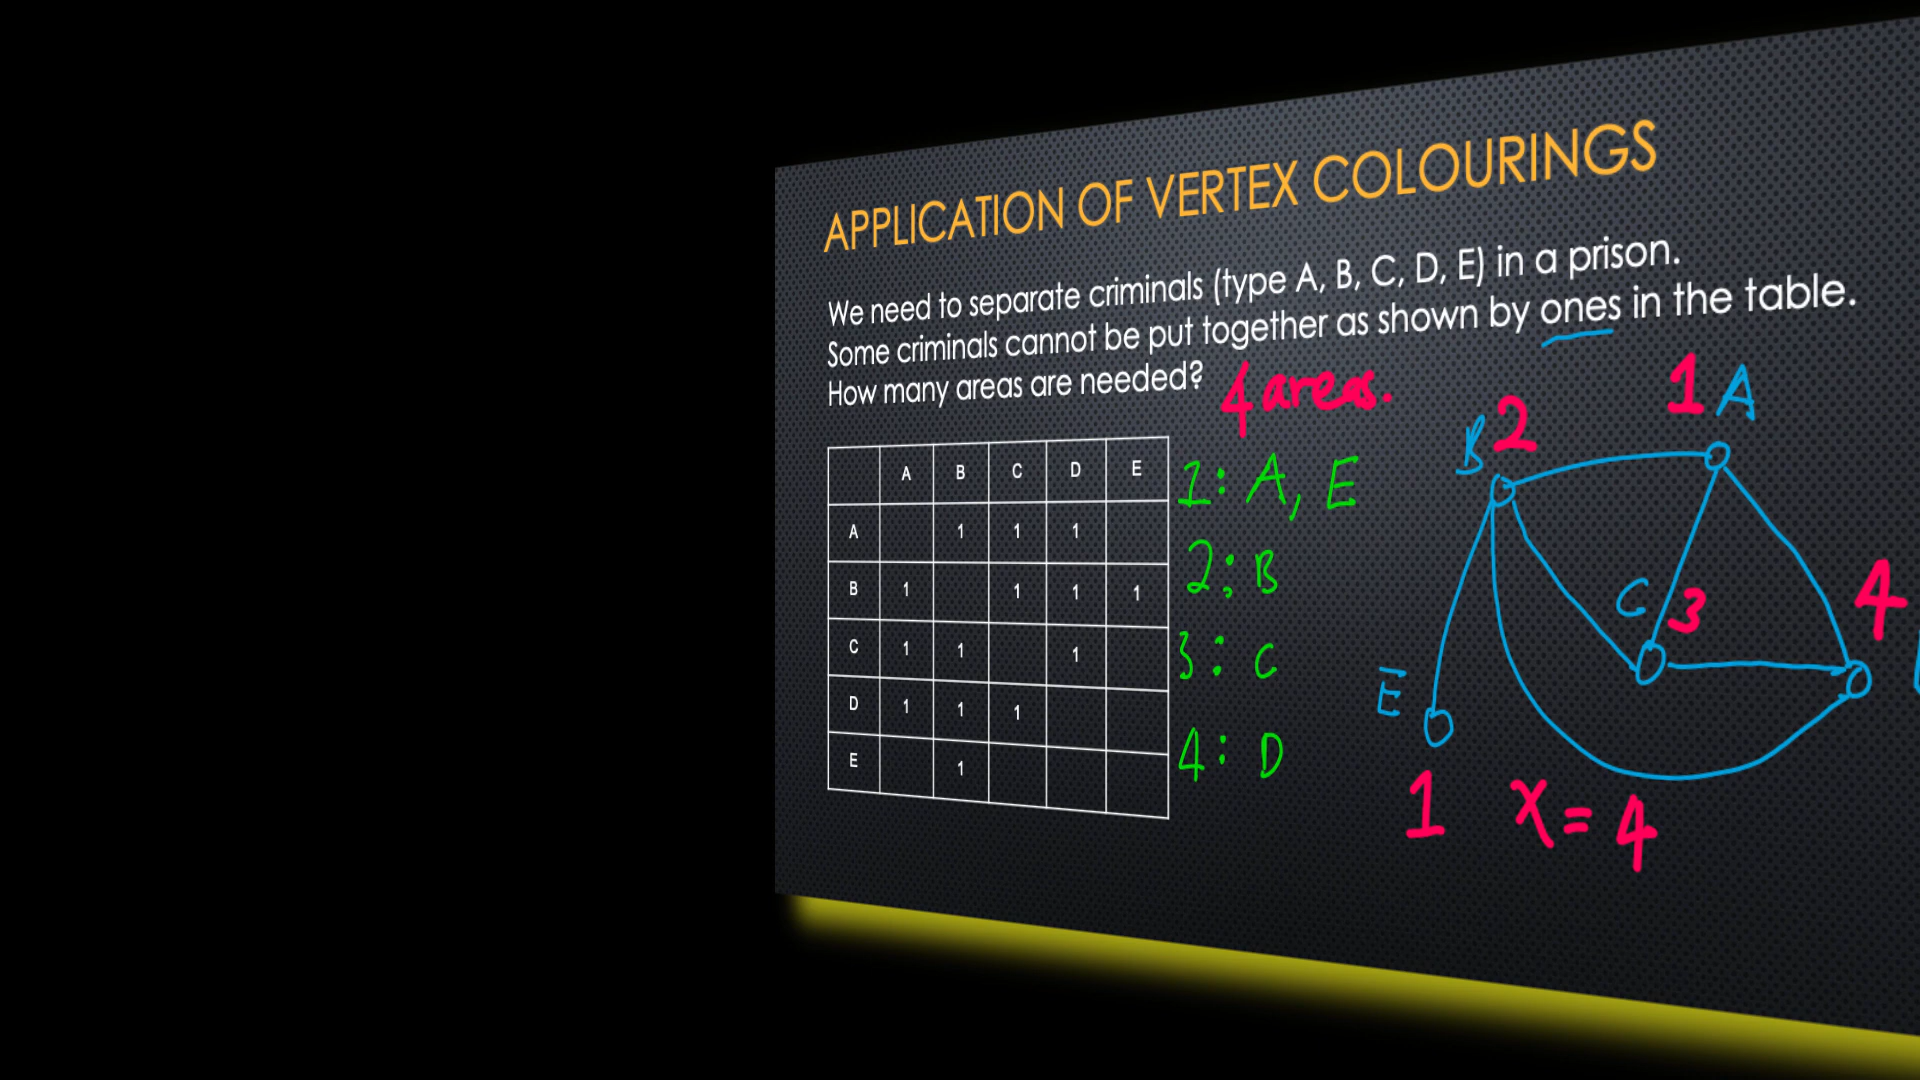 APPLICATION OF VERTEX COLOURINGS
We need to separate criminals (type A, B, C, D, E) in a prison.
Some criminals cannot be put together as shown by ones in the table.
How many areas are needed? 4 areas.
A B C D E
A 1 1 1
B 1 1 1 1
C 1 1 1
D 1 1 1
E 1
1: A, E
2: B
3: C
4: D
B 2
1 A
C 3
4
E
1
X = 4